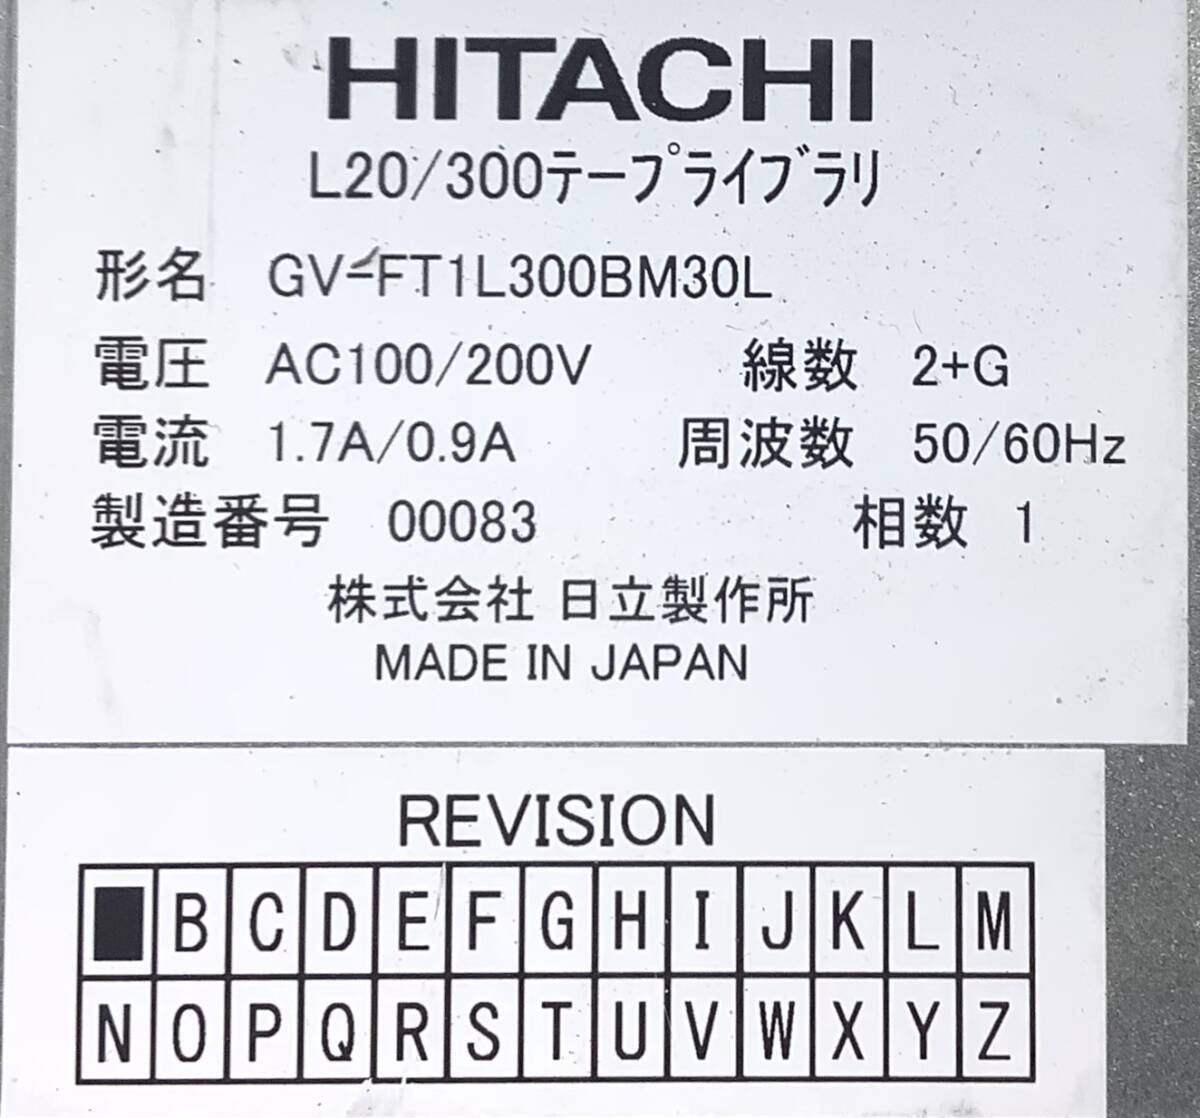 HITACHI
L20/300テープライブラリ
形名 GV-FT1L300BM30L
電圧 AC100/200V 線数 2+G
電流 1.7A/0.9A 周波数 50/60Hz
製造番号 00083 相数 1
株式会社 日立製作所
MADE IN JAPAN
REVISION
■ B C D E F G H I J K L M
N O P Q R S T U V W X Y Z